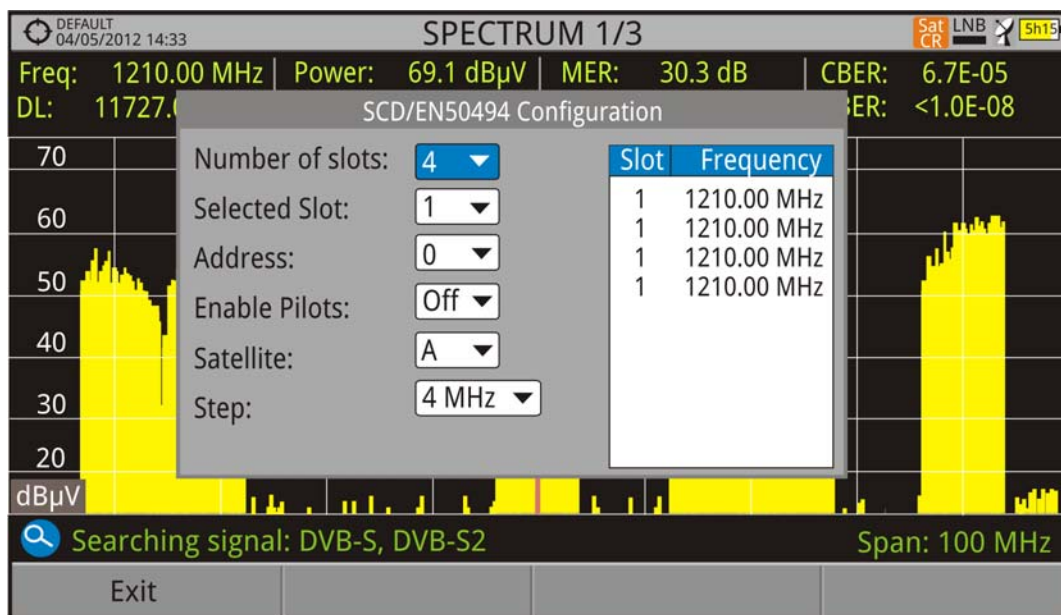 DEFAULT
04/05/2012 14:33
SPECTRUM 1/3
Sat CR
LNB
5h15
Freq: 1210.00 MHz
Power: 69.1 dBµV
MER: 30.3 dB
CBER: 6.7E-05
DL: 11727.
BER: <1.0E-08
SCD/EN50494 Configuration
Number of slots: 4
Selected Slot: 1
Address: 0
Enable Pilots: Off
Satellite: A
Step: 4 MHz
Slot Frequency
1 1210.00 MHz
1 1210.00 MHz
1 1210.00 MHz
1 1210.00 MHz
70
60
50
40
30
20
dBµV
Searching signal: DVB-S, DVB-S2
Span: 100 MHz
Exit